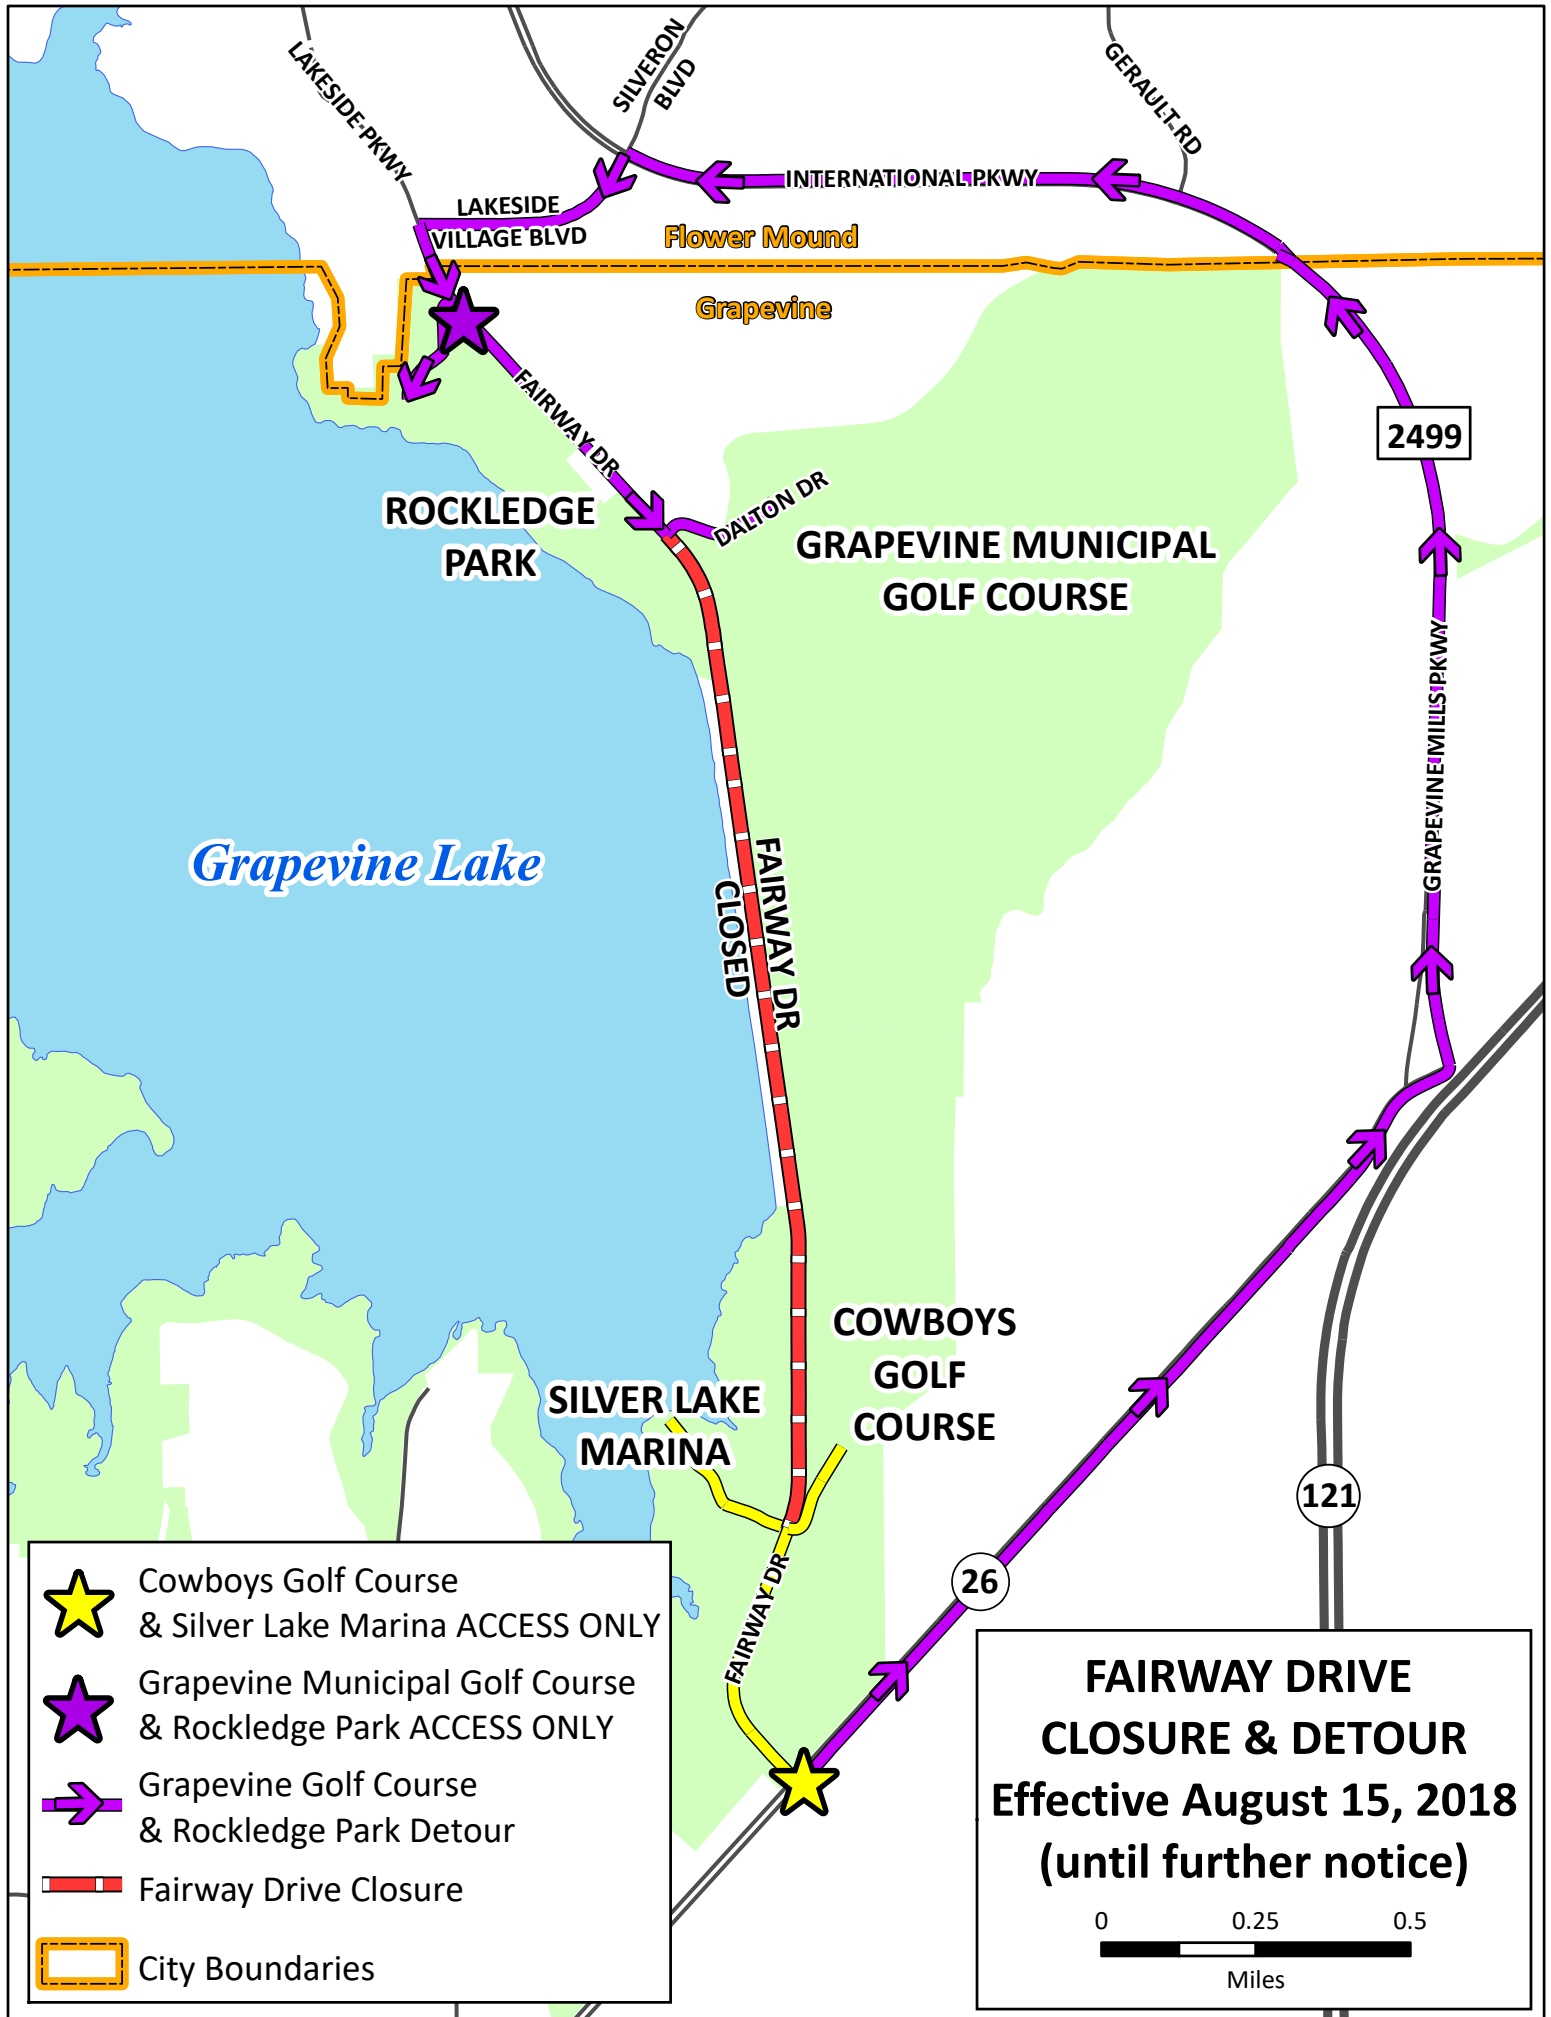 LAKESIDE PKWY
SILVERON
BLVD
GERAULT RD
INTERNATIONAL PKWY
LAKESIDE
VILLAGE BLVD
Flower Mound
Grapevine
FAIRWAY DR
2499
ROCKLEDGE
PARK
DALTON DR
GRAPEVINE MUNICIPAL
GOLF COURSE
GRAPEVINE MILLS PKWY
Grapevine Lake
FAIRWAY DR
CLOSED
COWBOYS
GOLF
COURSE
SILVER LAKE
MARINA
121
26
FAIRWAY DR
Cowboys Golf Course
& Silver Lake Marina ACCESS ONLY
Grapevine Municipal Golf Course
& Rockledge Park ACCESS ONLY
Grapevine Golf Course
& Rockledge Park Detour
Fairway Drive Closure
City Boundaries
FAIRWAY DRIVE
CLOSURE & DETOUR
Effective August 15, 2018
(until further notice)
0 0.25 0.5
Miles